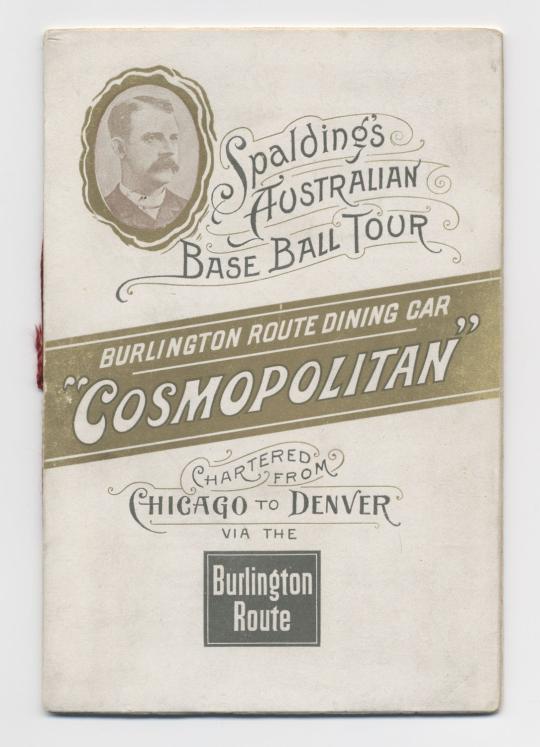 Spalding's
Australian
Base Ball Tour
Burlington Route Dining Car
"Cosmopolitan"
Chartered
From
Chicago to Denver
via the
Burlington
Route